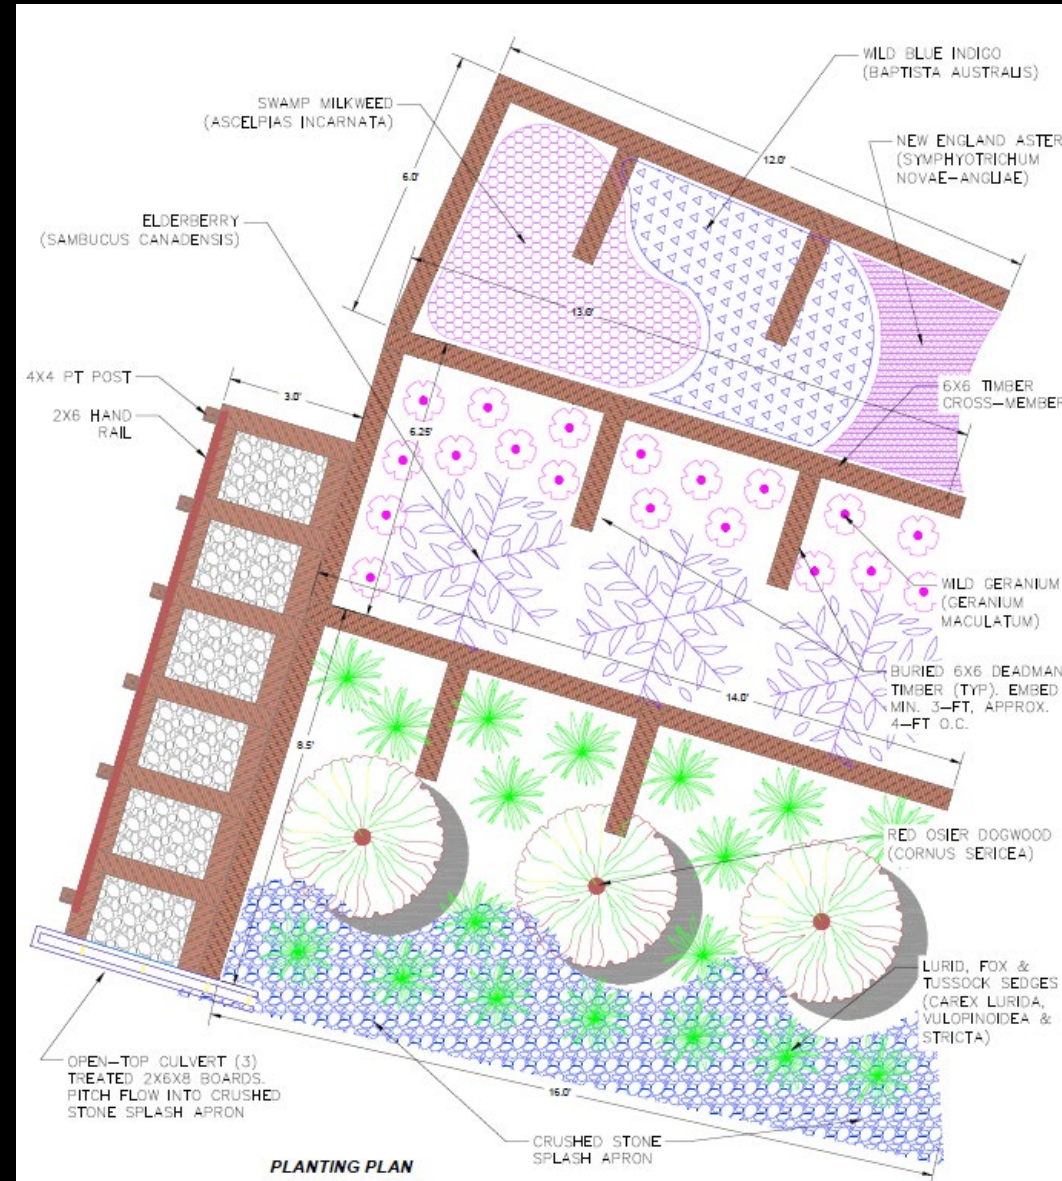 WILD BLUE INDIGO
(BAPTISTA AUSTRALIS)
SWAMP MILKWEED
(ASCELPIAS INCARNATA)
NEW ENGLAND ASTER
(SYMPHYOTRICHUM
NOVAE-ANGLIAE)
12.0'
6.0'
ELDERBERRY
(SAMBUCUS CANADENSIS)
13.0'
4X4 PT POST
2X6 HAND
RAIL
3.0'
6X6 TIMBER
CROSS-MEMBER
6.25'
WILD GERANIUM
(GERANIUM
MACULATUM)
BURIED 6X6 DEADMAN
TIMBER (TYP). EMBED
MIN. 3-FT, APPROX.
4-FT O.C.
14.0'
8.5'
RED OSIER DOGWOOD
(CORNUS SERICEA)
LURID, FOX &
TUSSOCK SEDGES
(CAREX LURIDA,
VULOPINOIDEA &
STRICTA)
OPEN-TOP CULVERT (3)
TREATED 2X6X8 BOARDS.
PITCH FLOW INTO CRUSHED
STONE SPLASH APRON
16.0'
CRUSHED STONE
SPLASH APRON
PLANTING PLAN